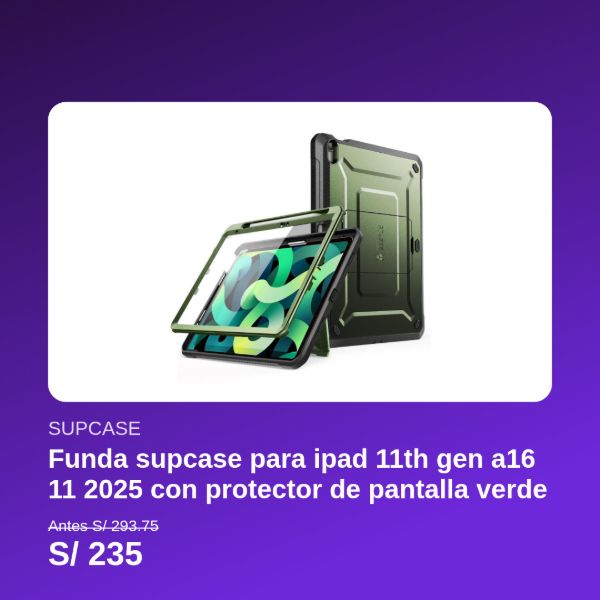 SUPCASE
Funda supcase para ipad 11th gen a16
11 2025 con protector de pantalla verde
Antes S/ 293.75
S/ 235